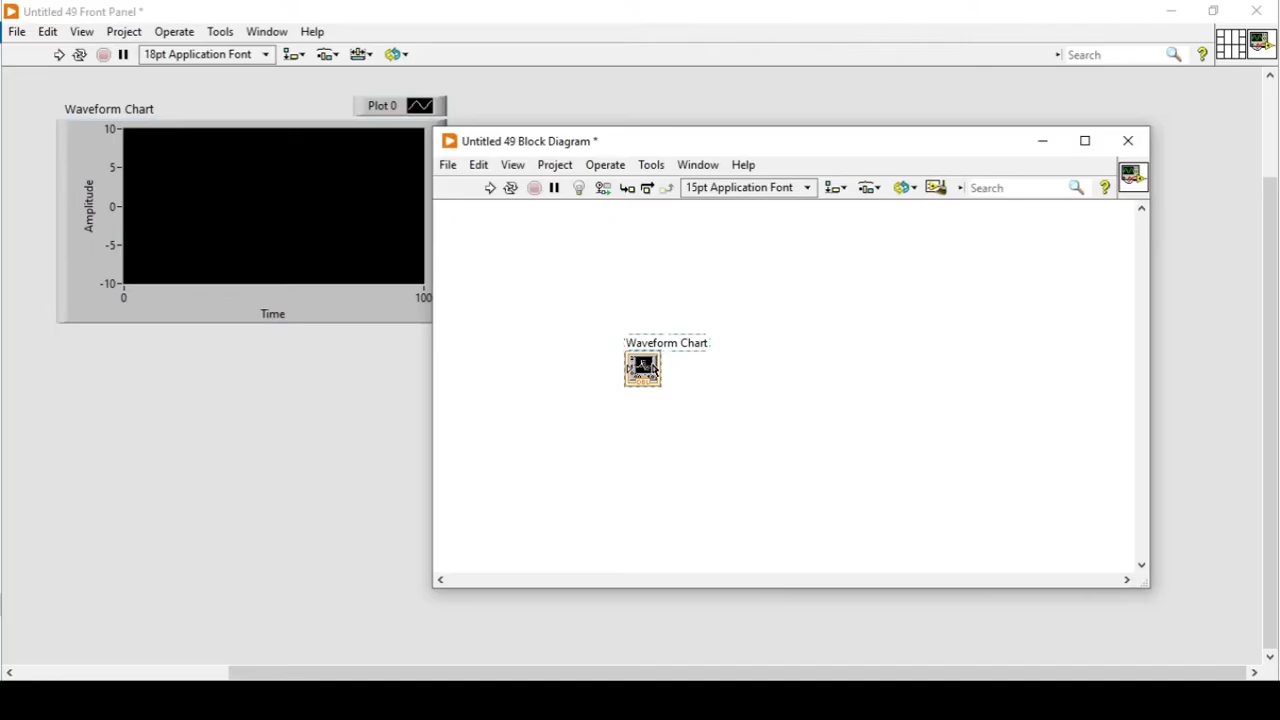 Untitled 49 Front Panel *
File Edit View Project Operate Tools Window Help
18pt Application Font Search
Waveform Chart
Plot 0
10
5
0
-5
-10
Amplitude
0 100
Time
Untitled 49 Block Diagram *
File Edit View Project Operate Tools Window Help
15pt Application Font Search
Waveform Chart
DBL